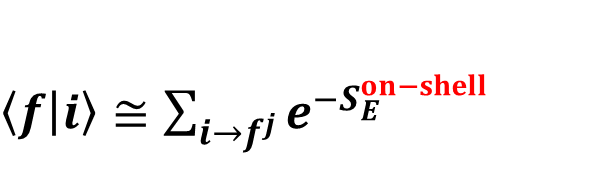 ⟨f|i⟩ ≅ ∑_{i→f^j} e^{−S_E^{on−shell}}